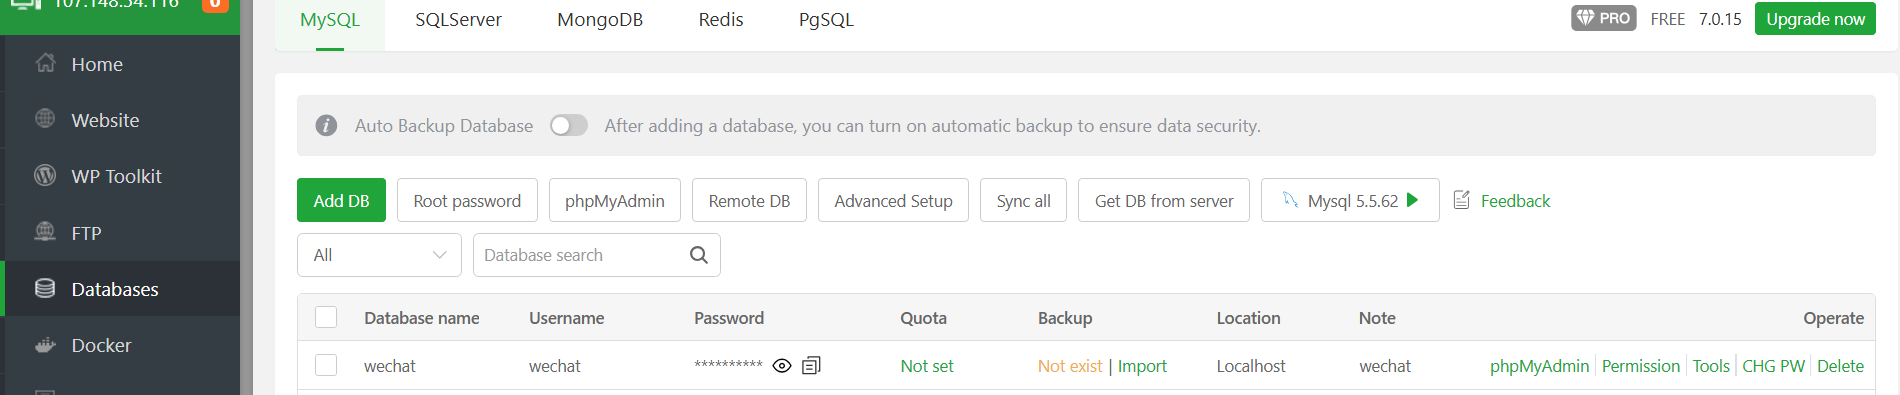 107.148.54.116 0
Home
Website
WP Toolkit
FTP
Databases
Docker
MySQL SQLServer MongoDB Redis PgSQL PRO FREE 7.0.15 Upgrade now
Auto Backup Database After adding a database, you can turn on automatic backup to ensure data security.
Add DB Root password phpMyAdmin Remote DB Advanced Setup Sync all Get DB from server Mysql 5.5.62 Feedback
All Database search
Database name Username Password Quota Backup Location Note Operate
wechat wechat ********** Not set Not exist | Import Localhost wechat phpMyAdmin | Permission | Tools | CHG PW | Delete